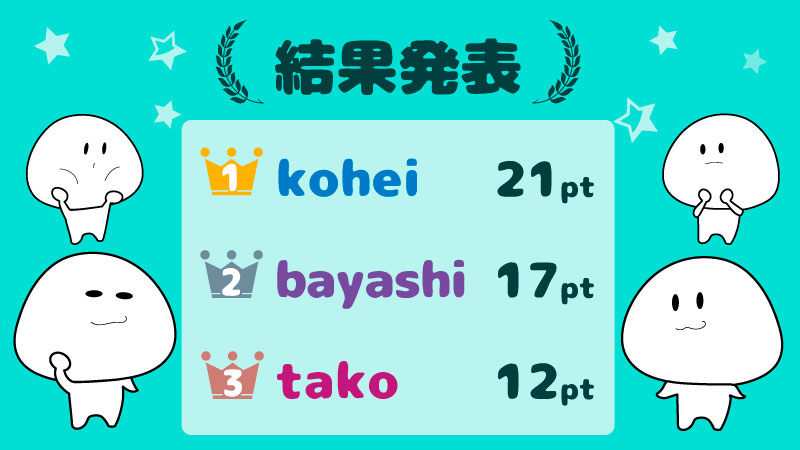 結果発表
1 kohei 21pt
2 bayashi 17pt
3 tako 12pt